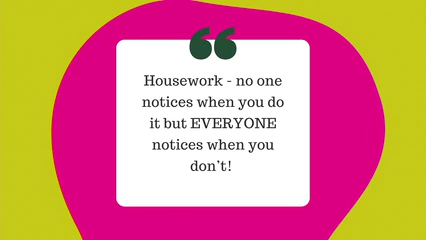 Housework - no one
notices when you do
it but EVERYONE
notices when you
don't!